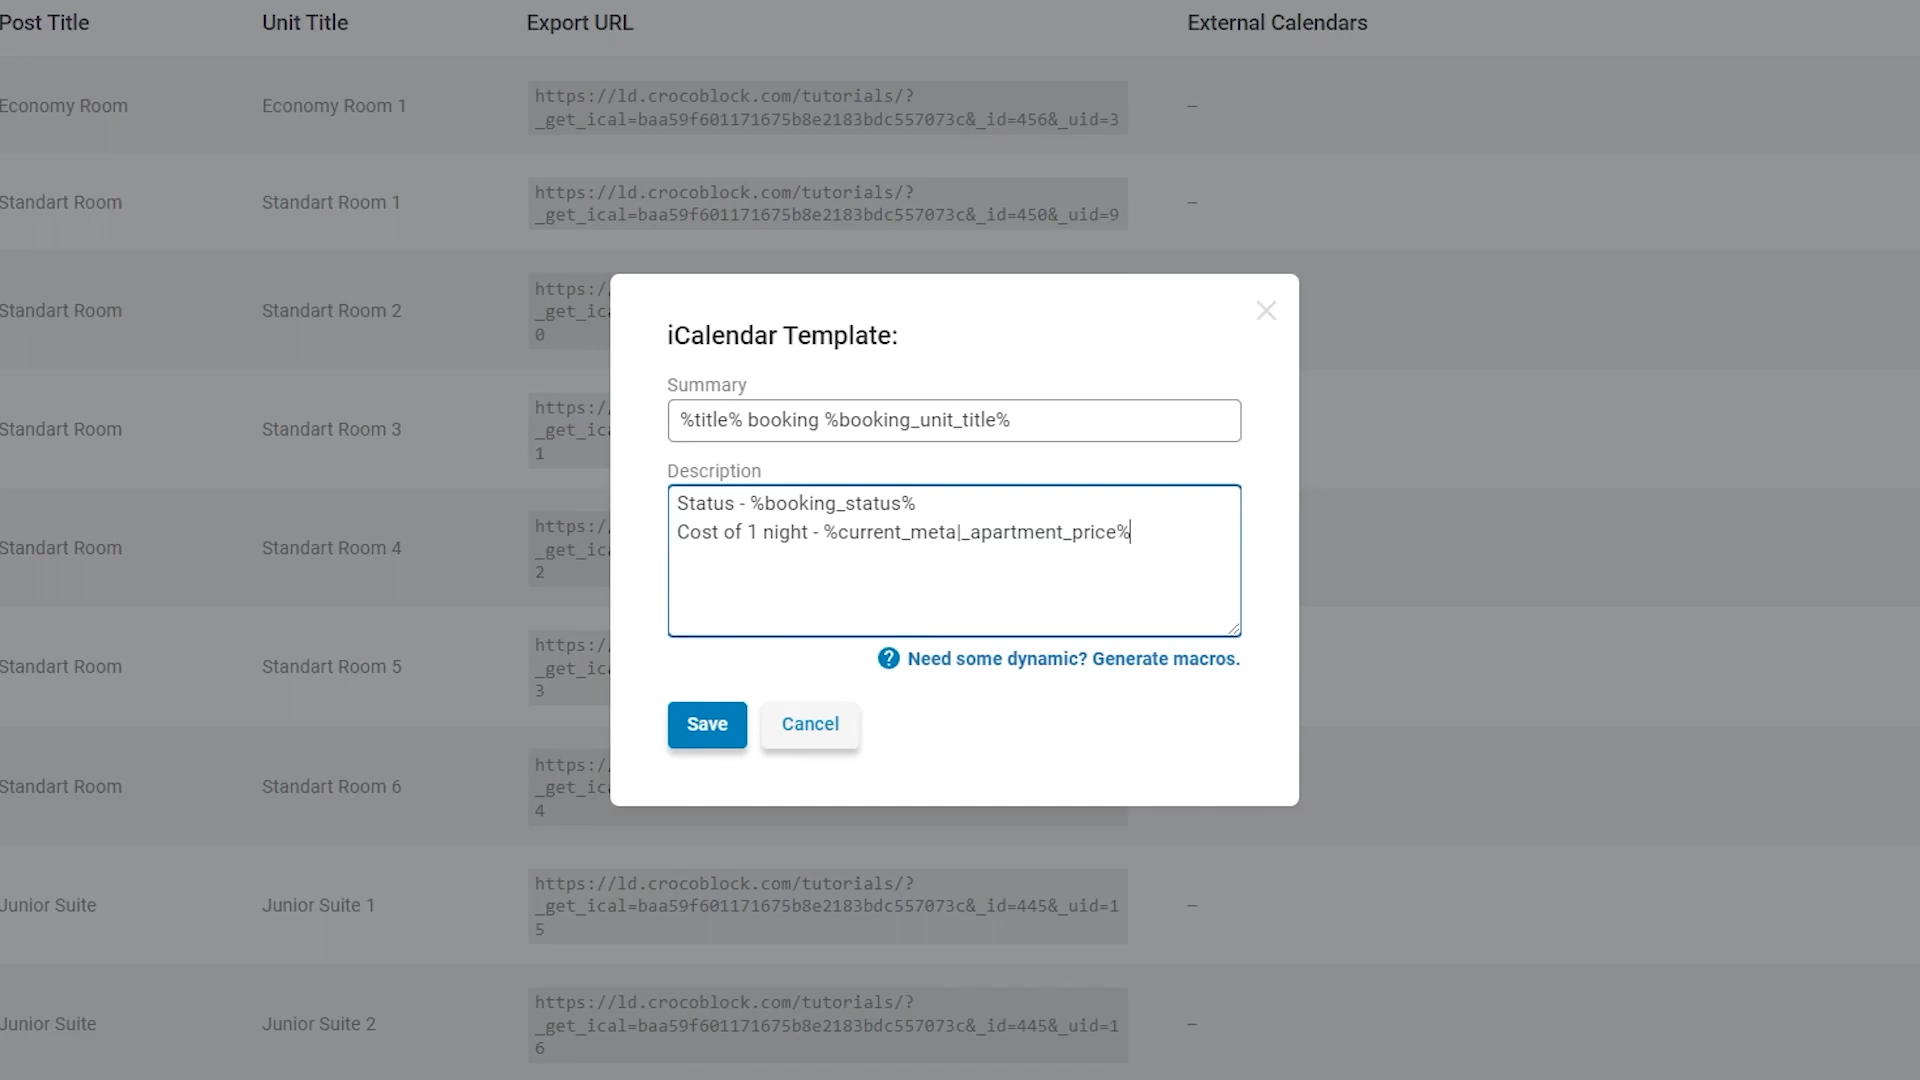 Post Title
Unit Title
Export URL
External Calendars
Economy Room
Economy Room 1
https://ld.crocoblock.com/tutorials/?
_get_ical=baa59f601171675b8e2183bdc557073c&_id=456&_uid=3
–
Standart Room
Standart Room 1
https://ld.crocoblock.com/tutorials/?
_get_ical=baa59f601171675b8e2183bdc557073c&_id=450&_uid=9
–
Standart Room
Standart Room 2
https:/
_get_ic
0
Standart Room
Standart Room 3
https:/
_get_ic
1
Standart Room
Standart Room 4
https:/
_get_ic
2
Standart Room
Standart Room 5
https:/
_get_ic
3
Standart Room
Standart Room 6
https:/
_get_ic
4
Junior Suite
Junior Suite 1
https://ld.crocoblock.com/tutorials/?
_get_ical=baa59f601171675b8e2183bdc557073c&_id=445&_uid=1
5
–
Junior Suite
Junior Suite 2
https://ld.crocoblock.com/tutorials/?
_get_ical=baa59f601171675b8e2183bdc557073c&_id=445&_uid=1
6
–
iCalendar Template:
Summary
%title% booking %booking_unit_title%
Description
Status - %booking_status%
Cost of 1 night - %current_meta|_apartment_price%
? Need some dynamic? Generate macros.
Save
Cancel